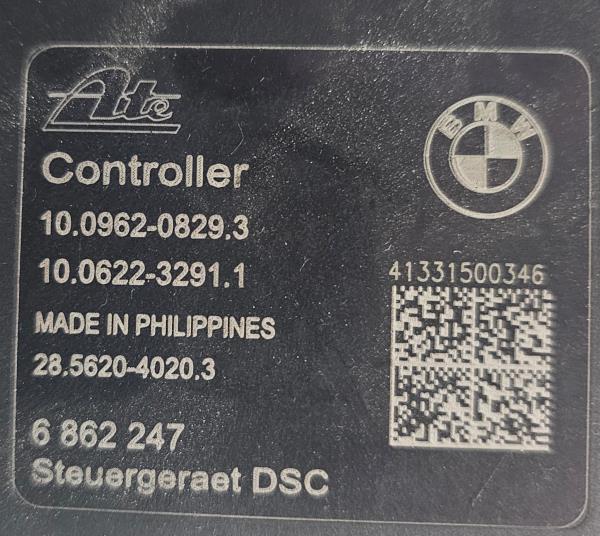 Ate
BMW
Controller
10.0962-0829.3
10.0622-3291.1
41331500346
MADE IN PHILIPPINES
28.5620-4020.3
6 862 247
Steuergeraet DSC